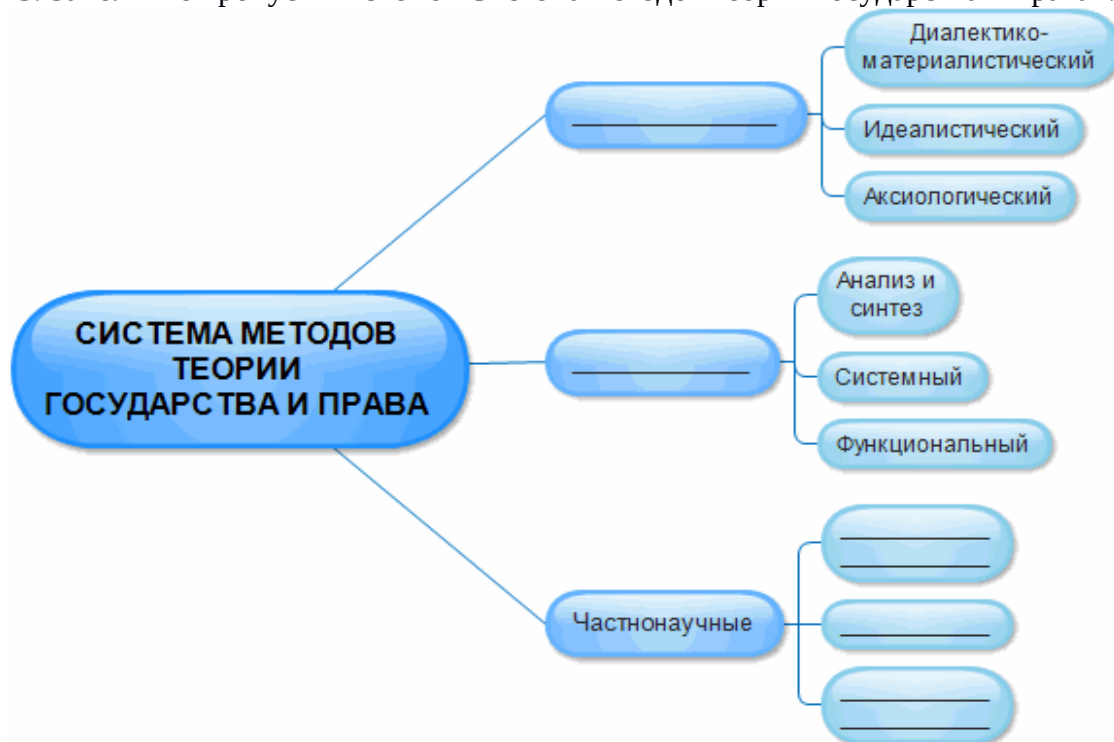 Диалектико-
материалистический
Идеалистический
Аксиологический
Анализ и
синтез
СИСТЕМА МЕТОДОВ
ТЕОРИИ
ГОСУДАРСТВА И ПРАВА
Системный
Функциональный
Частнонаучные